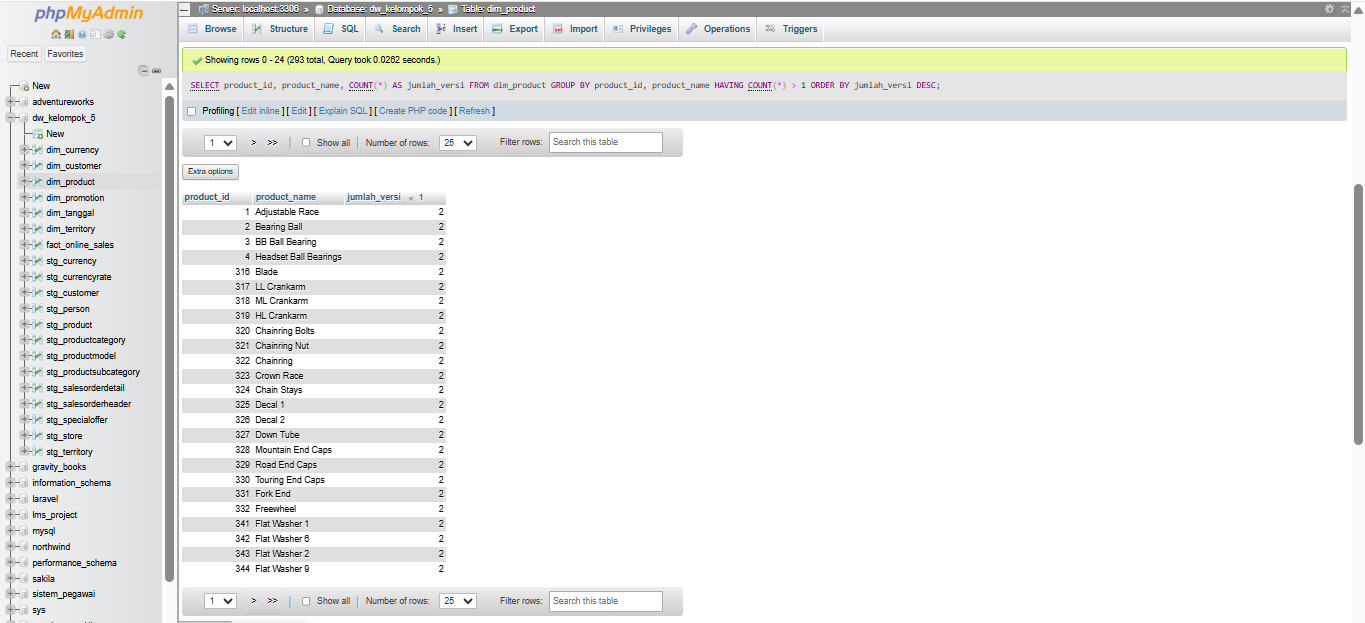 phpMyAdmin
Recent
Favorites
New
adventureworks
dw_kelompok_5
New
dim_currency
dim_customer
dim_product
dim_promotion
dim_tanggal
dim_territory
fact_online_sales
stg_currency
stg_currencyrate
stg_customer
stg_person
stg_product
stg_productcategory
stg_productmodel
stg_productsubcategory
stg_salesorderdetail
stg_salesorderheader
stg_specialoffer
stg_store
stg_territory
gravity_books
information_schema
laravel
lms_project
mysql
northwind
performance_schema
sakila
sistem_pegawai
sys
Server: localhost:3306 » Database: dw_kelompok_5 » Table: dim_product
Browse Structure SQL Search Insert Export Import Privileges Operations Triggers
Showing rows 0 - 24 (293 total, Query took 0.0262 seconds.)
SELECT product_id, product_name, COUNT(*) AS jumlah_versi FROM dim_product GROUP BY product_id, product_name HAVING COUNT(*) > 1 ORDER BY jumlah_versi DESC;
Profiling [ Edit inline ] [ Edit ] [ Explain SQL ] [ Create PHP code ] [ Refresh ]
1 > >> | Show all | Number of rows: 25 Filter rows: Search this table
Extra options
product_id product_name jumlah_versi 1
1 Adjustable Race 2
2 Bearing Ball 2
3 BB Ball Bearing 2
4 Headset Ball Bearings 2
316 Blade 2
317 LL Crankarm 2
318 ML Crankarm 2
319 HL Crankarm 2
320 Chainring Bolts 2
321 Chainring Nut 2
322 Chainring 2
323 Crown Race 2
324 Chain Stays 2
325 Decal 1 2
326 Decal 2 2
327 Down Tube 2
328 Mountain End Caps 2
329 Road End Caps 2
330 Touring End Caps 2
331 Fork End 2
332 Freewheel 2
341 Flat Washer 1 2
342 Flat Washer 6 2
343 Flat Washer 2 2
344 Flat Washer 9 2
1 > >> | Show all | Number of rows: 25 Filter rows: Search this table